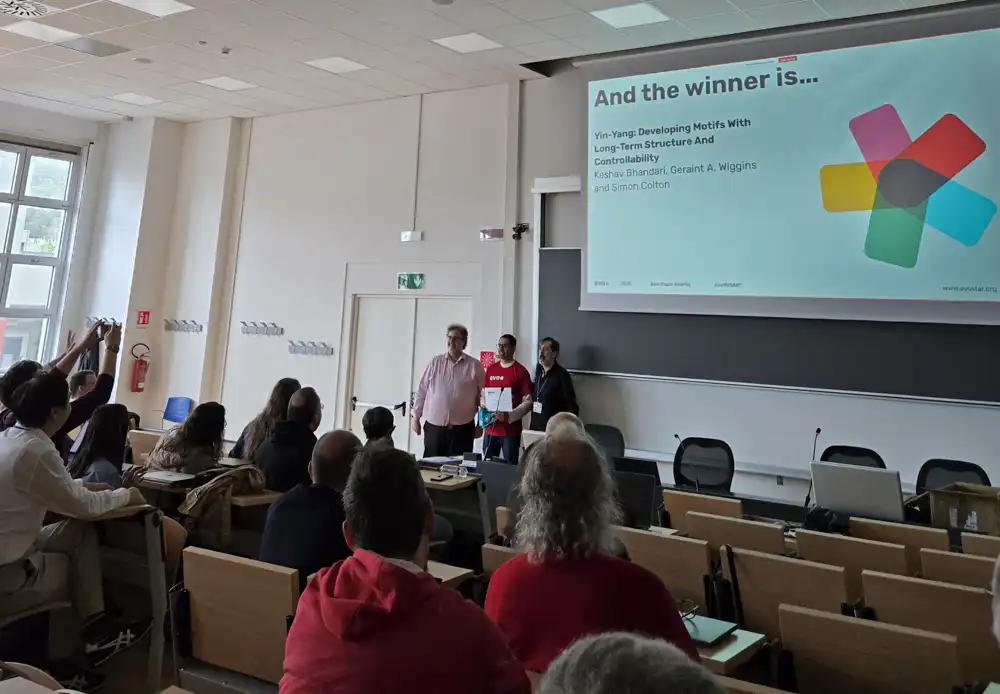 And the winner is...
Yin-Yang: Developing Motifs With
Long-Term Structure And
Controllability
Keshav Bhandari, Geraint A. Wiggins
and Simon Colton
www.evostar.org
evo*